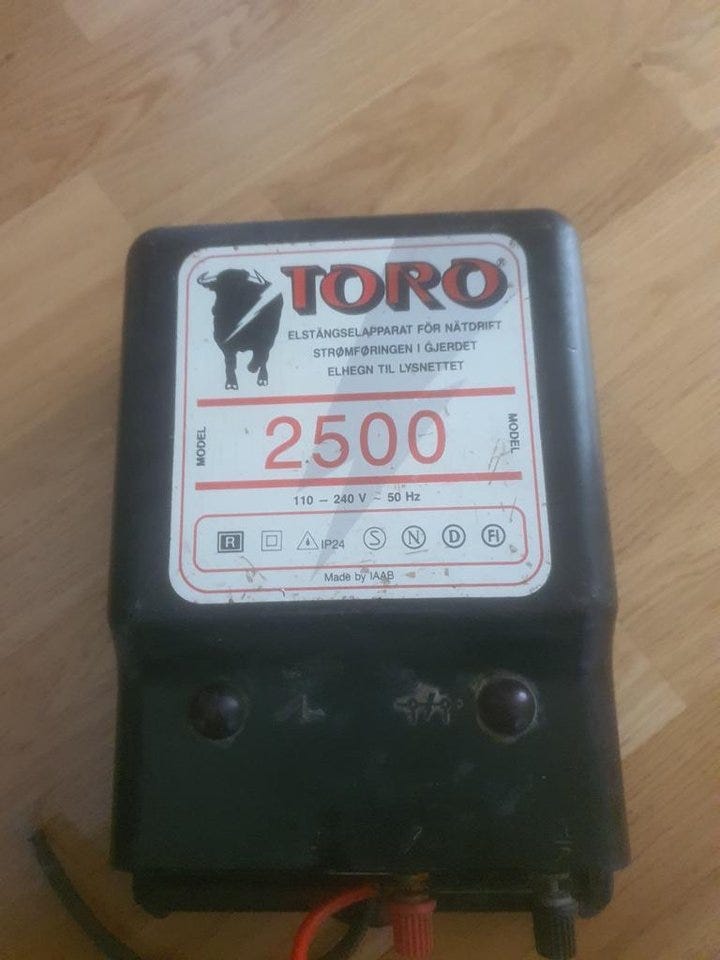 TORO®
ELSTÄNGSELAPPARAT FÖR NÄTDRIFT
STRØMFØRINGEN I GJERDET
ELHEGN TIL LYSNETTET
MODEL
2500
MODEL
110 – 240 V ~ 50 Hz
R IP24 S N D FI
Made by IAAB